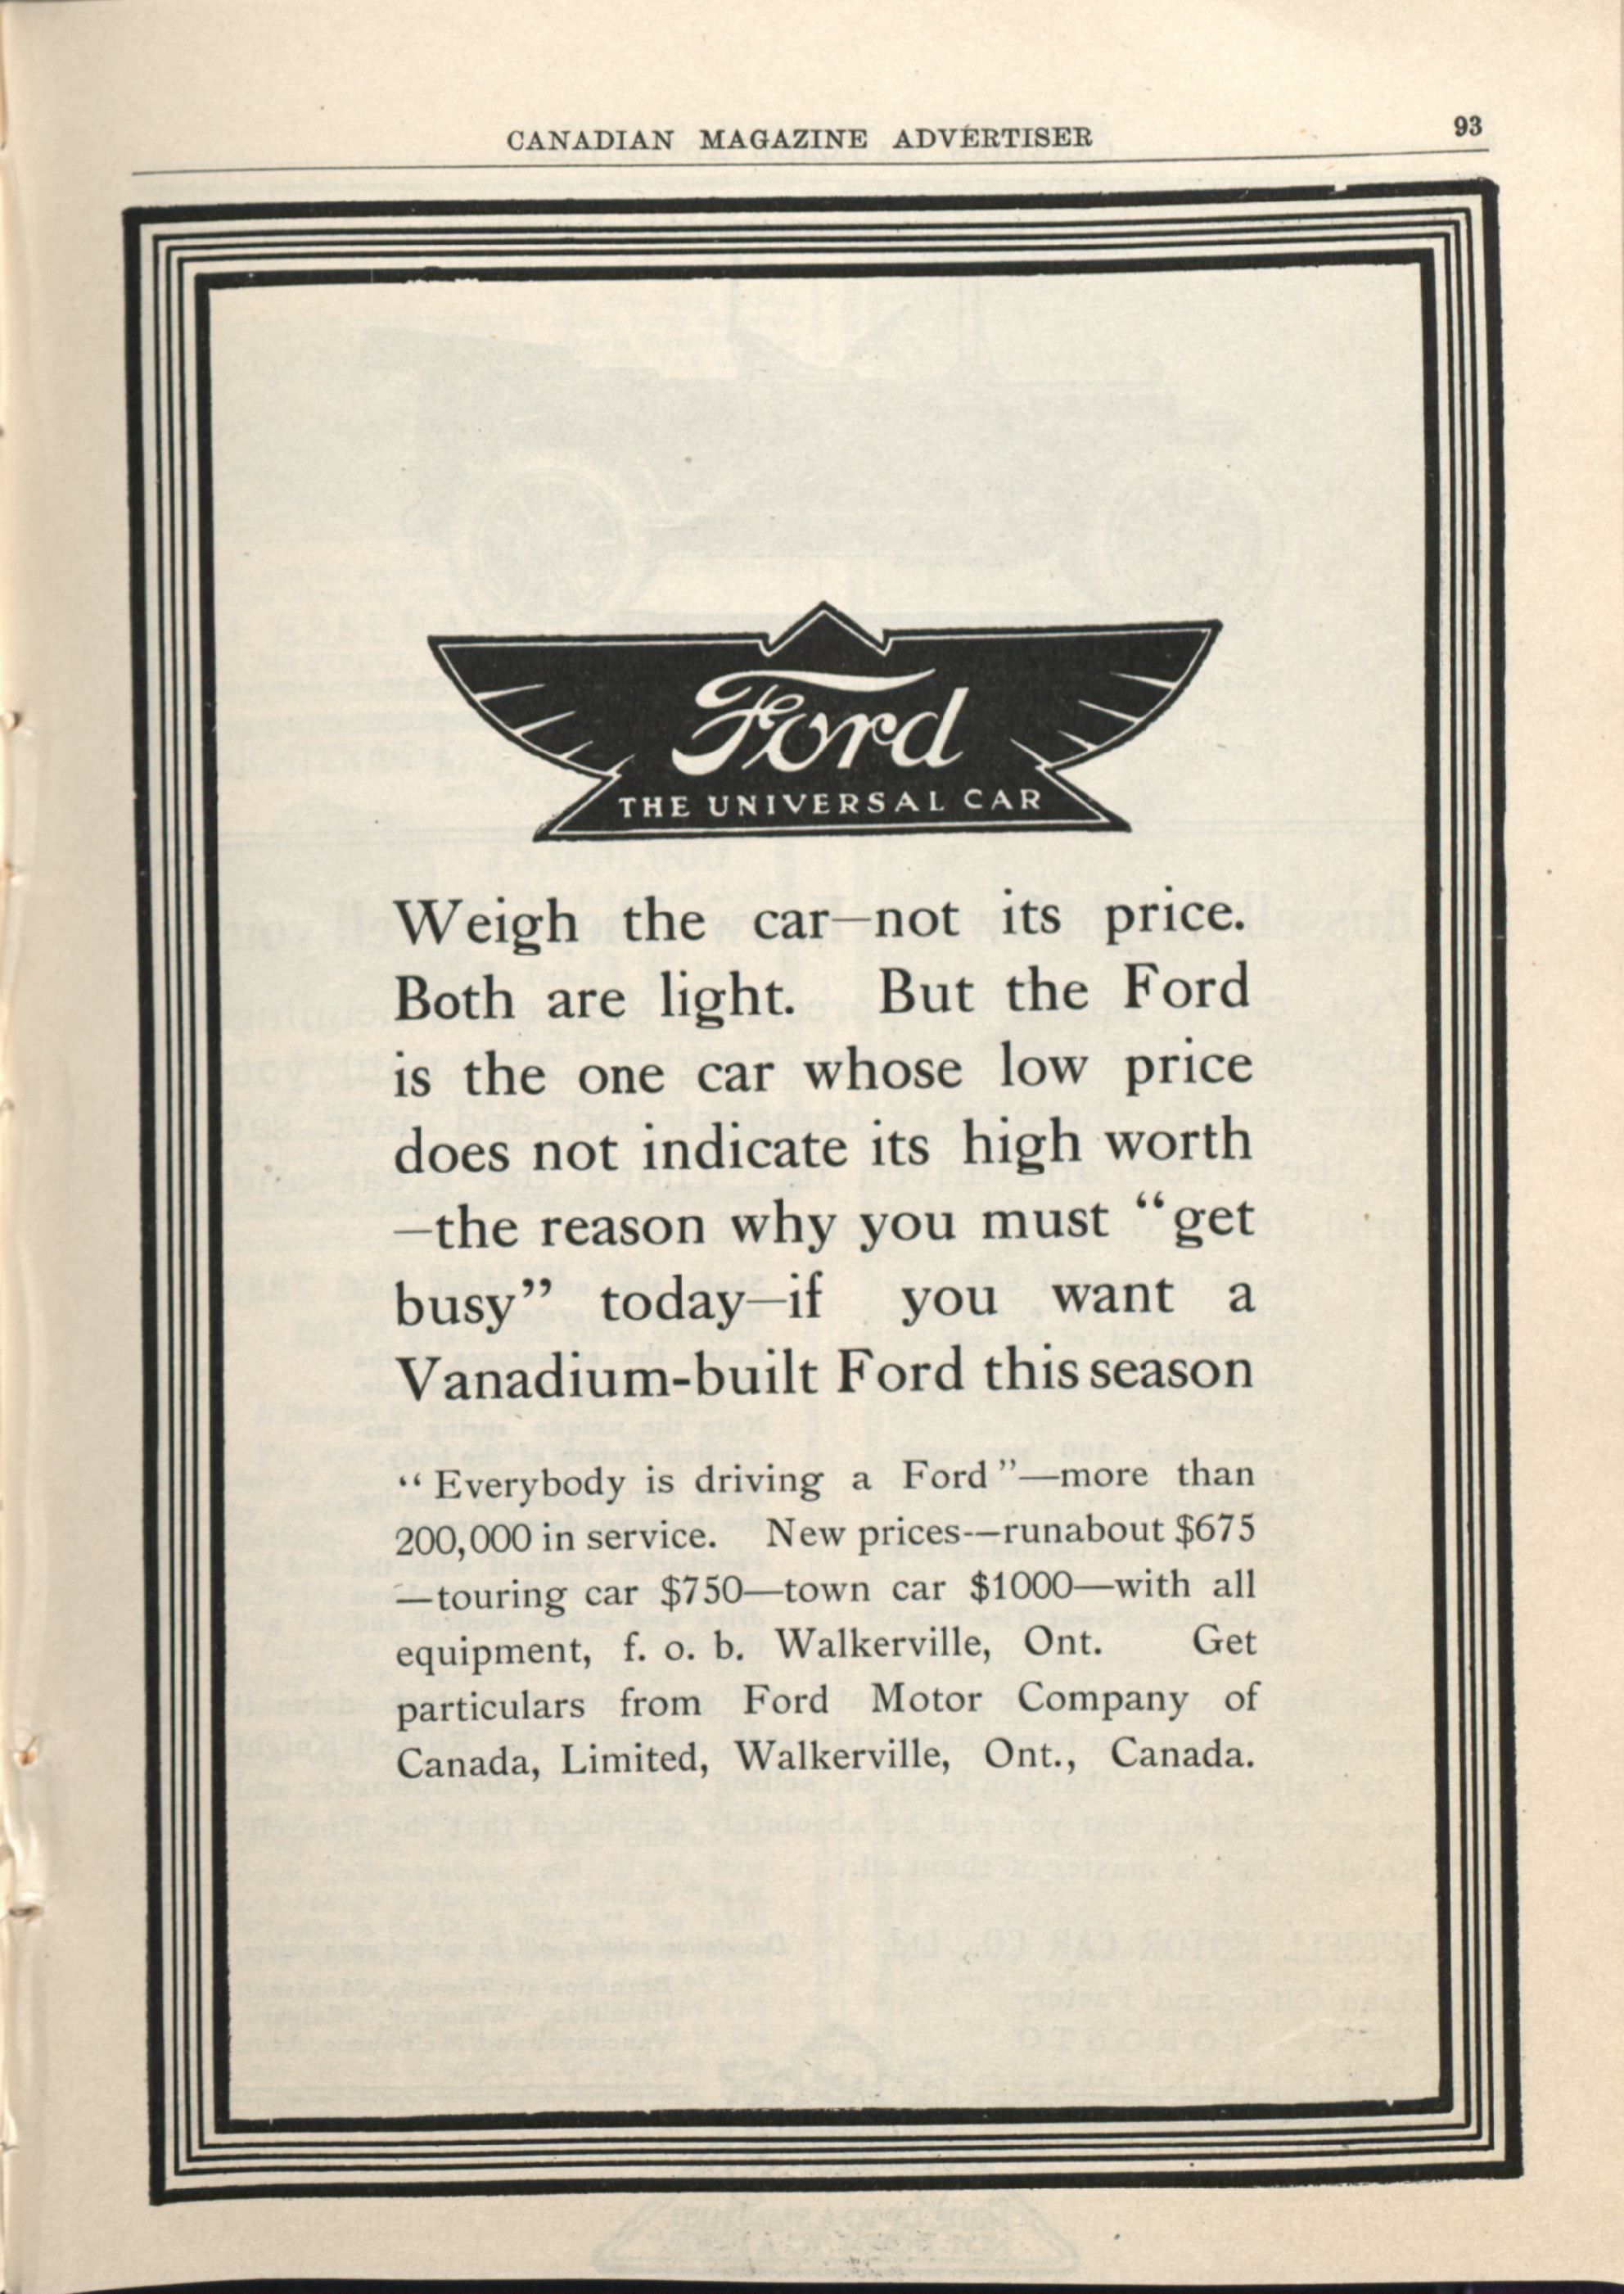 CANADIAN MAGAZINE ADVERTISER 93
Ford
THE UNIVERSAL CAR
Weigh the car—not its price.
Both are light. But the Ford
is the one car whose low price
does not indicate its high worth
—the reason why you must “get
busy” today—if you want a
Vanadium-built Ford this season
“Everybody is driving a Ford”—more than
200,000 in service. New prices-—runabout $675
—touring car $750—town car $1000—with all
equipment, f. o. b. Walkerville, Ont. Get
particulars from Ford Motor Company of
Canada, Limited, Walkerville, Ont., Canada.